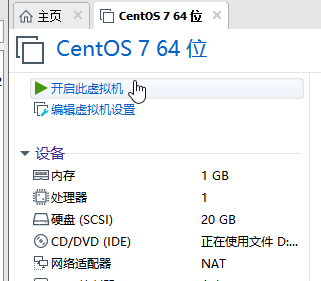 主页
CentOS 7 64 位
CentOS 7 64 位
开启此虚拟机
编辑虚拟机设置
设备
内存 1 GB
处理器 1
硬盘 (SCSI) 20 GB
CD/DVD (IDE) 正在使用文件 D:...
网络适配器 NAT